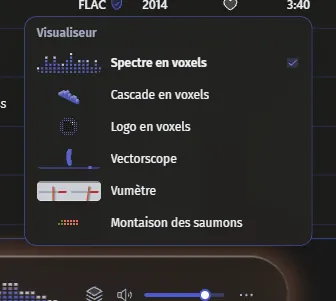 FLAC 2014 3:40
Visualiseur
Spectre en voxels
Cascade en voxels
s
Logo en voxels
Vectorscope
Vumètre
Montaison des saumons